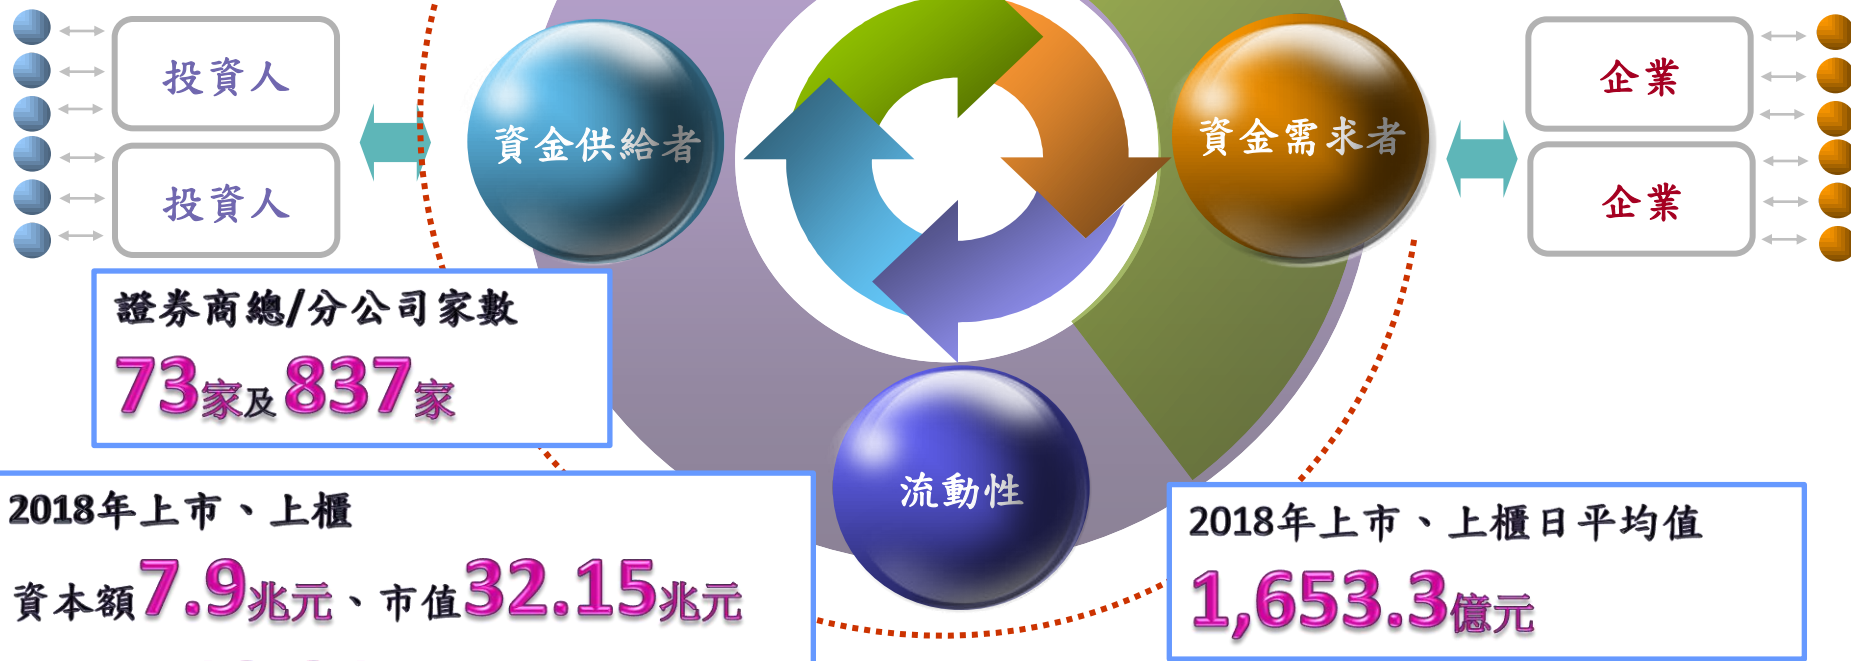 投資人
企業
資金供給者
資金需求者
投資人
企業
證券商總/分公司家數
73家及837家
流動性
2018年上市、上櫃
資本額7.9兆元、市值32.15兆元
2018年上市、上櫃日平均值
1,653.3億元